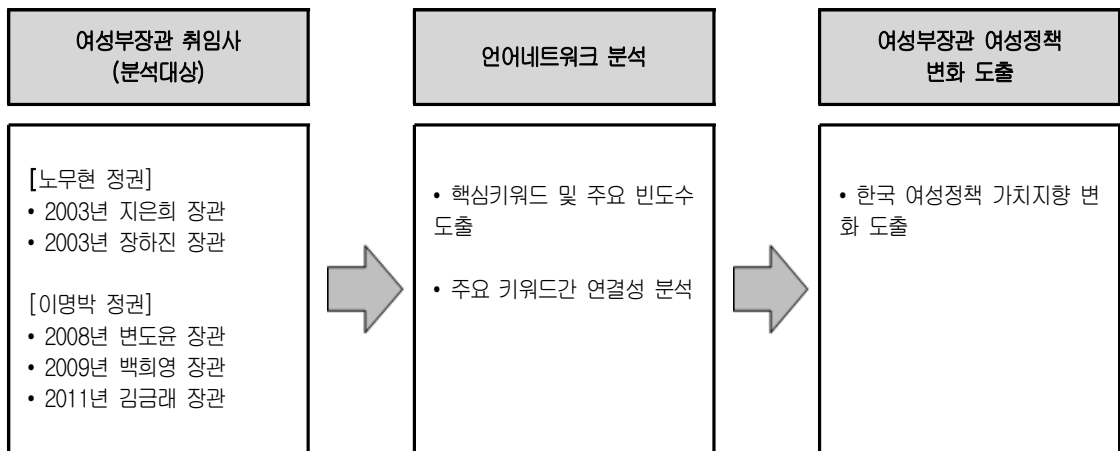 여성부장관 취임사
(분석대상)
언어네트워크 분석
여성부장관 여성정책
변화 도출
[노무현 정권]
• 2003년 지은희 장관
• 2003년 장하진 장관
[이명박 정권]
• 2008년 변도윤 장관
• 2009년 백희영 장관
• 2011년 김금래 장관
• 핵심키워드 및 주요 빈도수
도출
• 주요 키워드간 연결성 분석
• 한국 여성정책 가치지향 변
화 도출